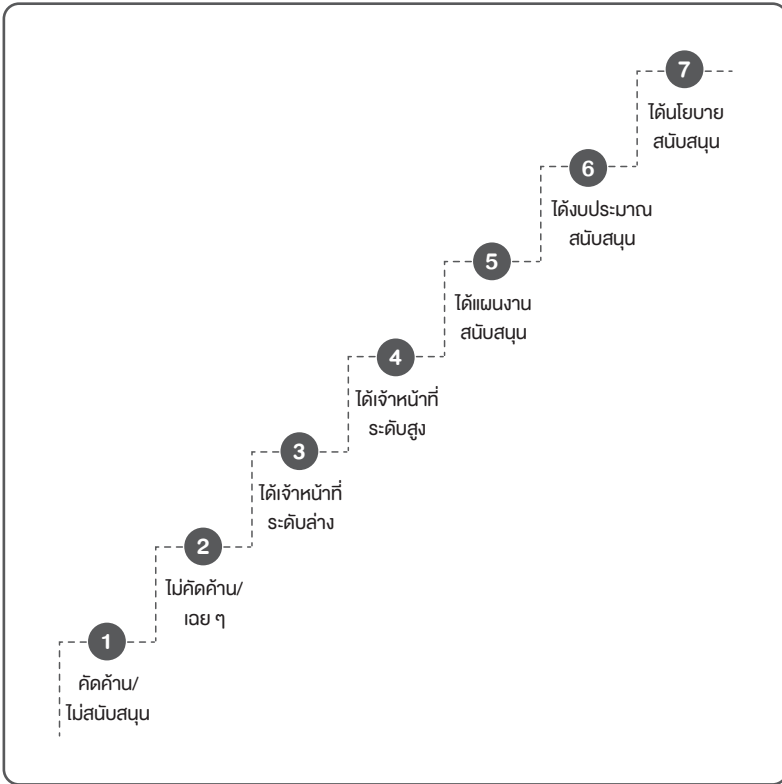 7
ได้นโยบาย
สนับสนุน
6
ได้งบประมาณ
สนับสนุน
5
ได้แผนงาน
สนับสนุน
4
ได้เจ้าหน้าที่
ระดับสูง
3
ได้เจ้าหน้าที่
ระดับล่าง
2
ไม่คัดค้าน/
เฉย ๆ
1
คัดค้าน/
ไม่สนับสนุน